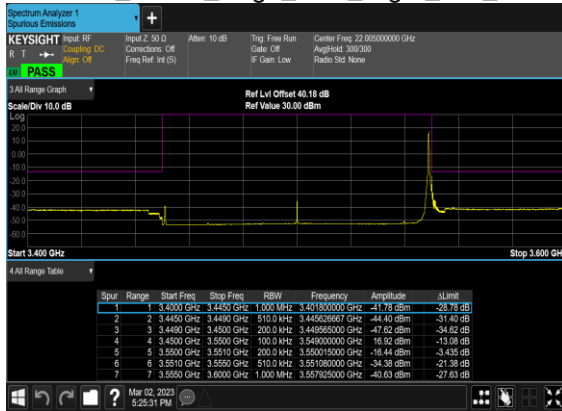 Spectrum Analyzer 1
Spurious Emissions
+
KEYSIGHT Input: RF Input Z: 50 Ω Atten: 10 dB Trig: Free Run Center Freq: 22.005000000 GHz
R T Coupling: DC Corrections: Off Gate: Off Avg|Hold: 300/300
Align: Off Freq Ref: Int (S) IF Gain: Low Radio Std: None
PASS
3 All Range Graph
Ref Lvl Offset 40.18 dB
Scale/Div 10.0 dB Ref Value 30.00 dBm
Log
20.0
10.0
0.00
-10.0
-20.0
-30.0
-40.0
-50.0
-60.0
Start 3.400 GHz Stop 3.600 GHz
4 All Range Table
Spur Range Start Freq Stop Freq RBW Frequency Amplitude ΔLimit
1 1 3.4000 GHz 3.4450 GHz 1.000 MHz 3.401800000 GHz -41.78 dBm -28.78 dB
2 2 3.4450 GHz 3.4490 GHz 510.0 kHz 3.445626667 GHz -44.40 dBm -31.40 dB
3 3 3.4490 GHz 3.4500 GHz 200.0 kHz 3.449565000 GHz -47.62 dBm -34.62 dB
4 4 3.4500 GHz 3.5500 GHz 100.0 kHz 3.549000000 GHz 16.92 dBm -13.08 dB
5 5 3.5500 GHz 3.5510 GHz 200.0 kHz 3.550015000 GHz -16.44 dBm -3.435 dB
6 6 3.5510 GHz 3.5550 GHz 510.0 kHz 3.551080000 GHz -34.38 dBm -21.38 dB
7 7 3.5550 GHz 3.6000 GHz 1.000 MHz 3.557925000 GHz -40.63 dBm -27.63 dB
? Mar 02, 2023
5:25:31 PM